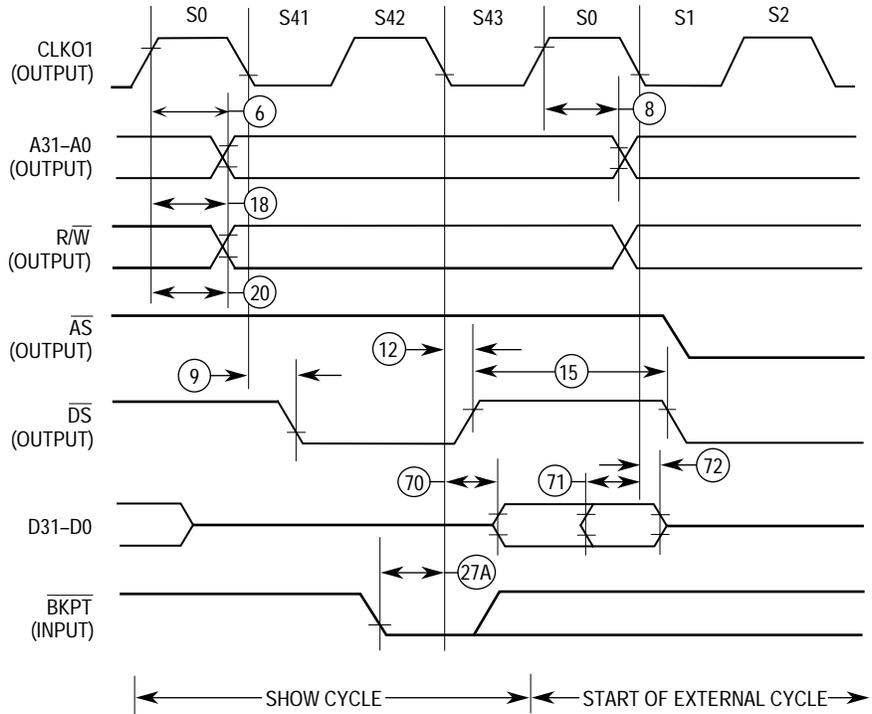 S0 S41 S42 S43 S0 S1 S2
CLKO1
(OUTPUT)
6 8
A31–A0
(OUTPUT)
18
R/W
(OUTPUT)
20
AS
(OUTPUT)
12
15
9
DS
(OUTPUT)
70 71 72
D31–D0
27A
BKPT
(INPUT)
SHOW CYCLE START OF EXTERNAL CYCLE